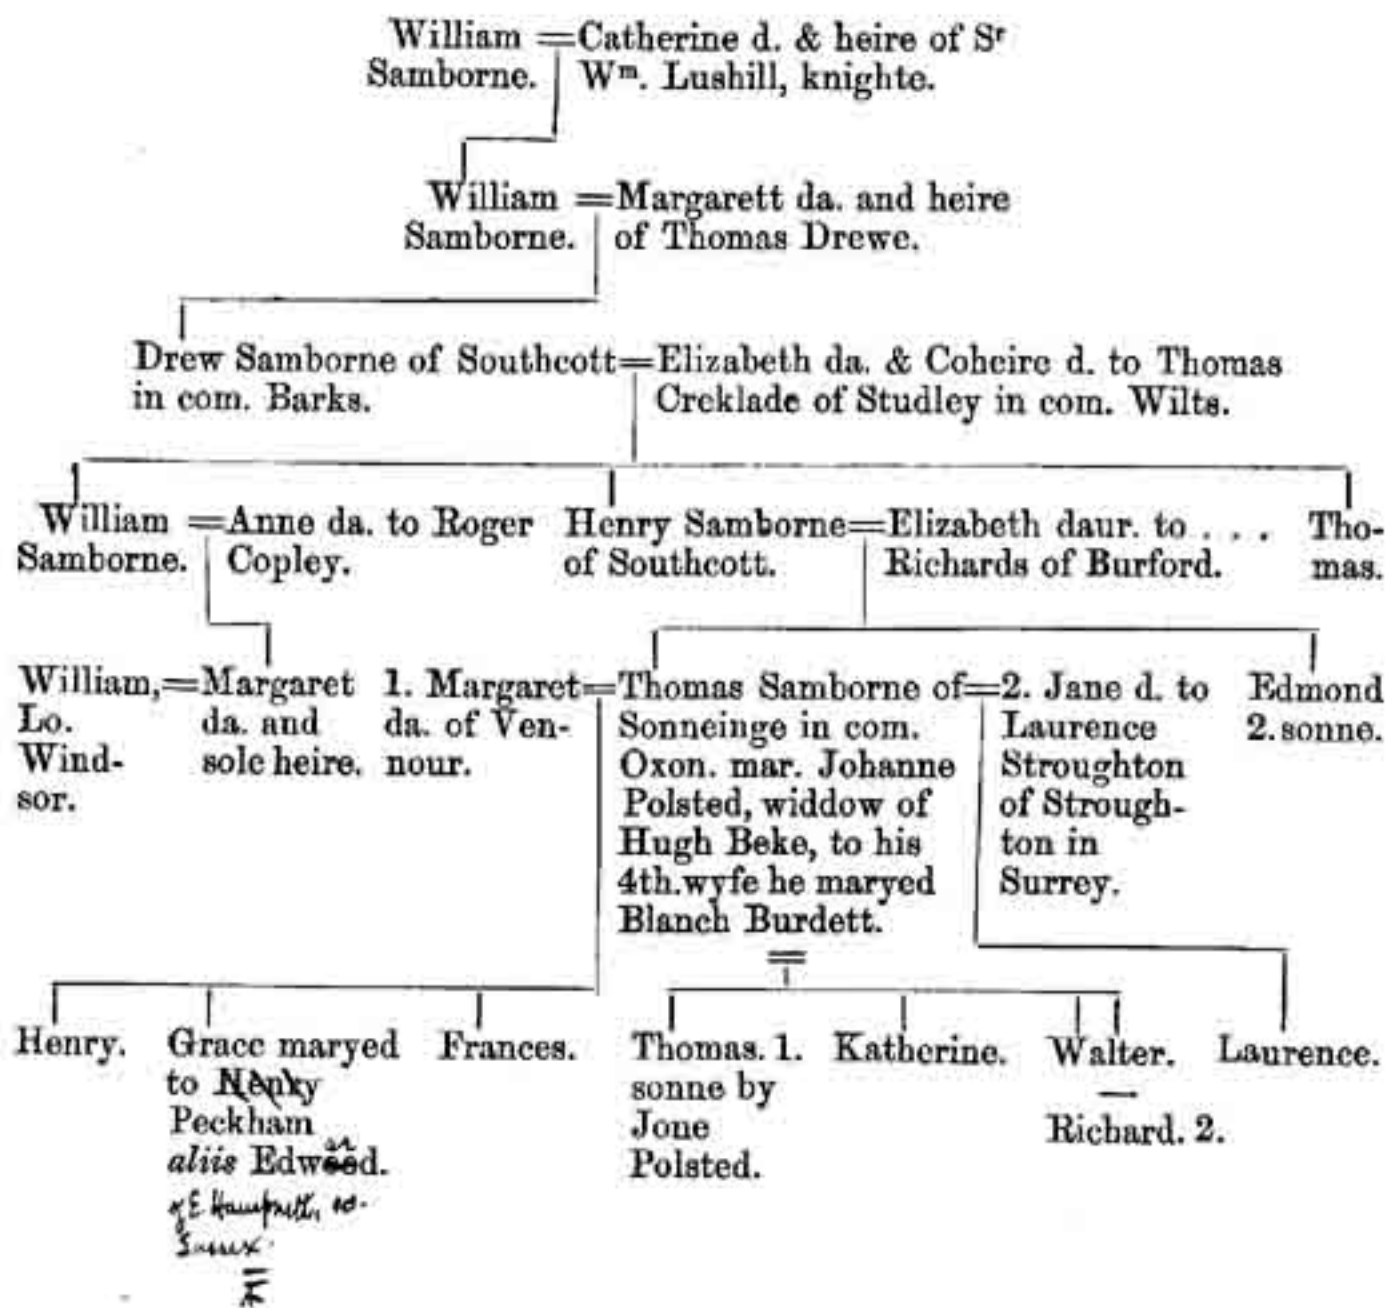 William = Catherine d. & heire of Sr
Samborne. Wm. Lushill, knighte.
William = Margarett da. and heire
Samborne. of Thomas Drewe.
Drew Samborne of Southcott = Elizabeth da. & Coheire d. to Thomas
in com. Barks. Creklade of Studley in com. Wilts.
William = Anne da. to Roger
Samborne. Copley.
Henry Samborne = Elizabeth daur. to . . .
of Southcott. Richards of Burford.
Tho-
mas.
William, = Margaret
Lo. da. and
Wind- sole heire.
sor.
1. Margaret =
da. of Ven-
nour.
Thomas Samborne of =
Sonneinge in com.
Oxon. mar. Johanne
Polsted, widdow of
Hugh Beke, to his
4th. wyfe he maryed
Blanch Burdett.
=
2. Jane d. to
Laurence
Stroughton
of Strough-
ton in
Surrey.
Edmond
2. sonne.
Henry.
Grace maryed
to
Peckham
aliis Edward.
of E.
Sussex.
=
Frances.
Thomas. 1.
sonne by
Jone
Polsted.
Katherine.
Walter.
—
Richard. 2.
Laurence.